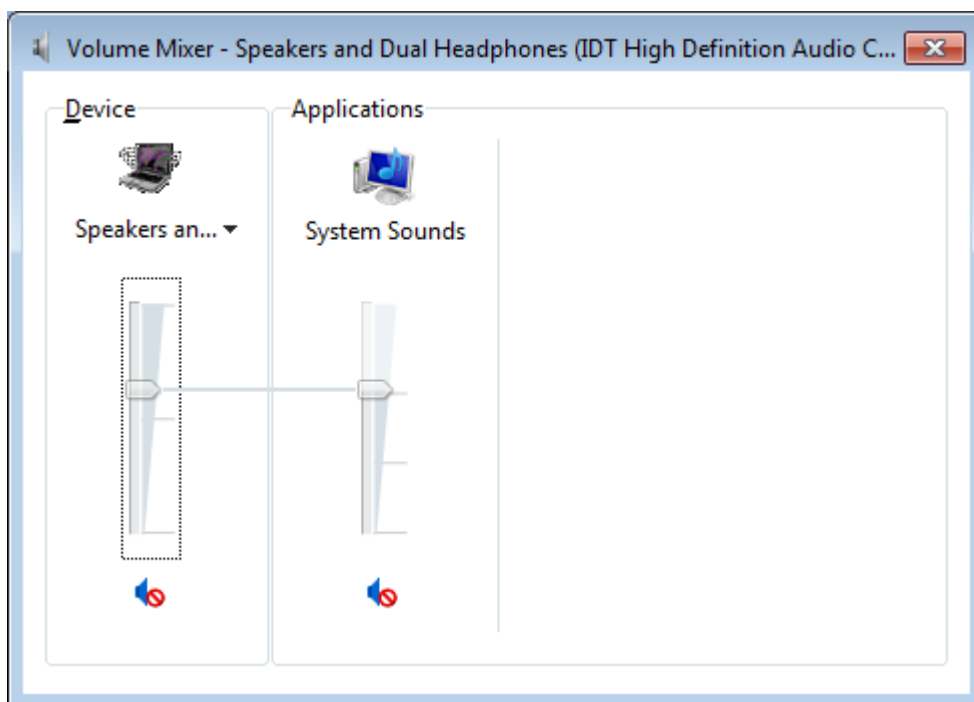 Volume Mixer - Speakers and Dual Headphones (IDT High Definition Audio C...
Device
Applications
Speakers an...
System Sounds